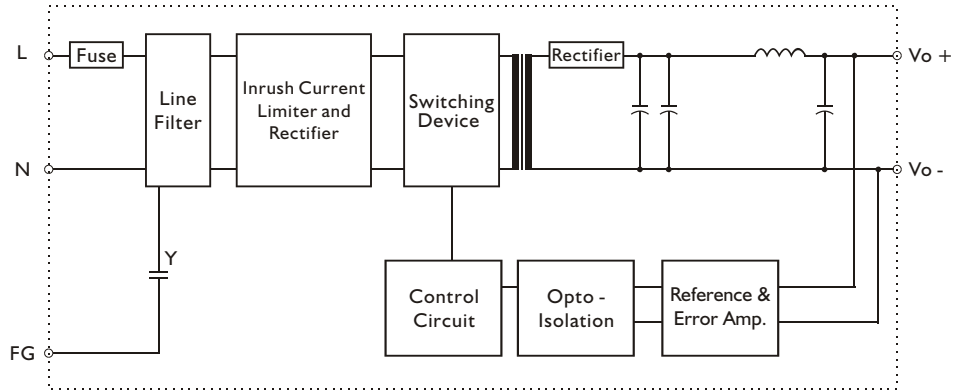 L
Fuse
Line
Filter
Inrush Current
Limiter and
Rectifier
Switching
Device
Rectifier
Vo +
N
Vo -
Y
Control
Circuit
Opto -
Isolation
Reference &
Error Amp.
FG